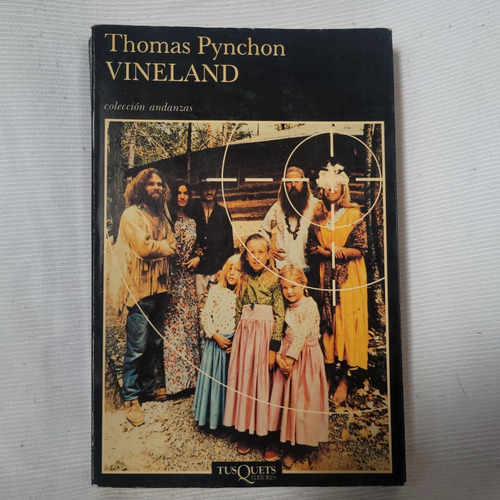 Thomas Pynchon
VINELAND
colección andanzas
TUSQUETS
EDITORES